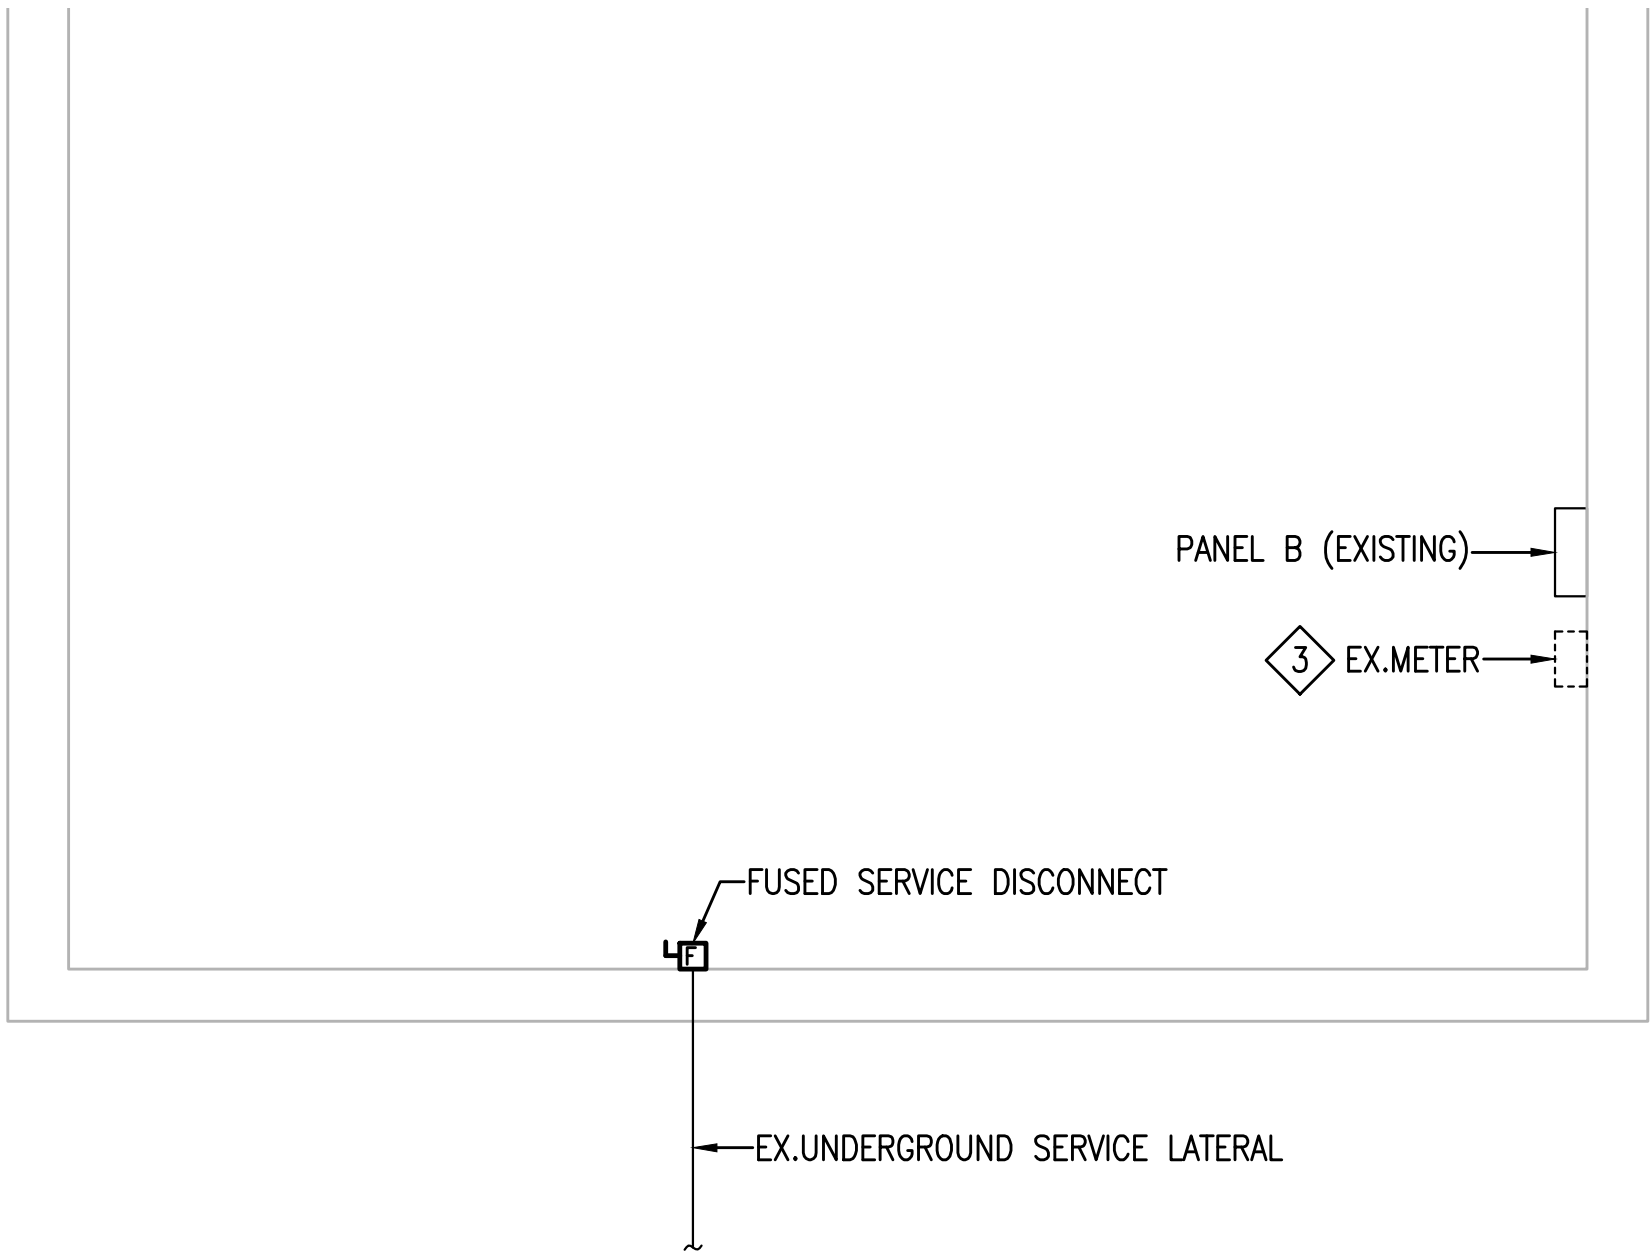 PANEL B (EXISTING)
3 EX.METER
FUSED SERVICE DISCONNECT
F
EX.UNDERGROUND SERVICE LATERAL